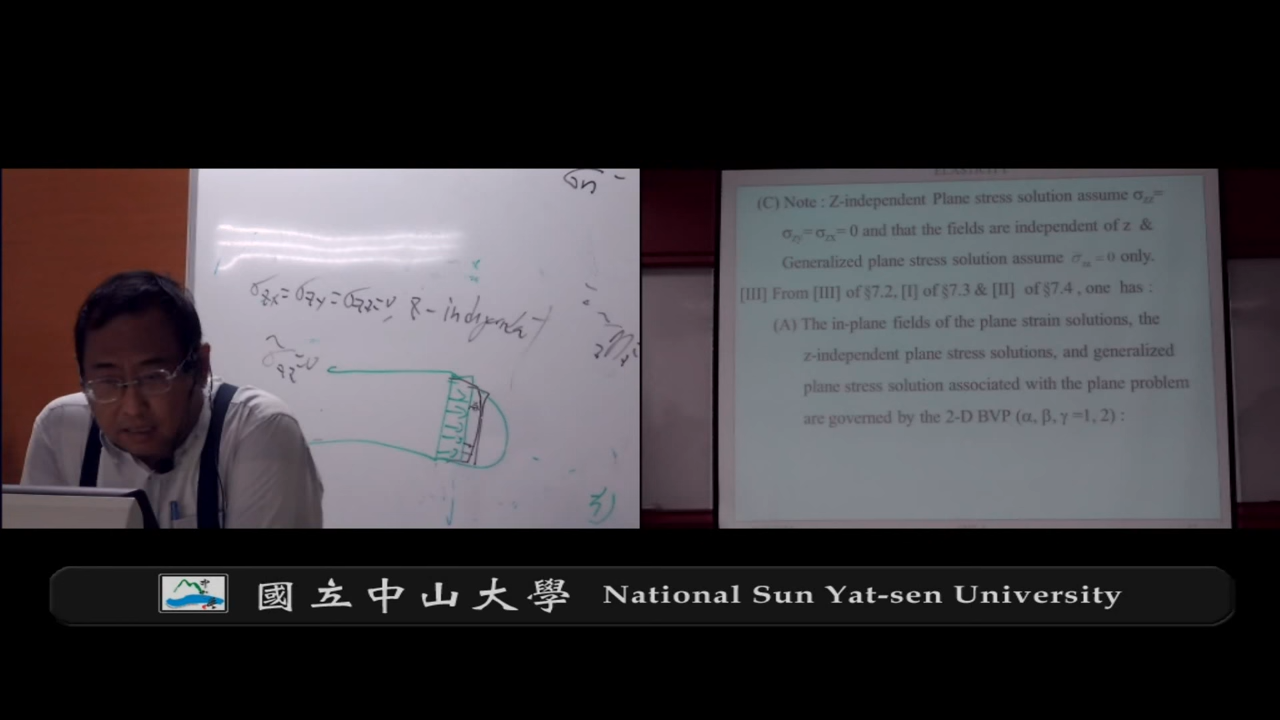 σzx=σzy=σzz=0, z-independent
σ̃zz=0
ELASTICITY
(C) Note : Z-independent Plane stress solution assume σzz=
σzy=σzx=0 and that the fields are independent of z &
Generalized plane stress solution assume σ̃zz=0 only.
[III] From [III] of §7.2, [I] of §7.3 & [II] of §7.4 , one has :
(A) The in-plane fields of the plane strain solutions, the
z-independent plane stress solutions, and generalized
plane stress solution associated with the plane problem
are governed by the 2-D BVP (α, β, γ =1, 2) :
國立中山大學 National Sun Yat-sen University